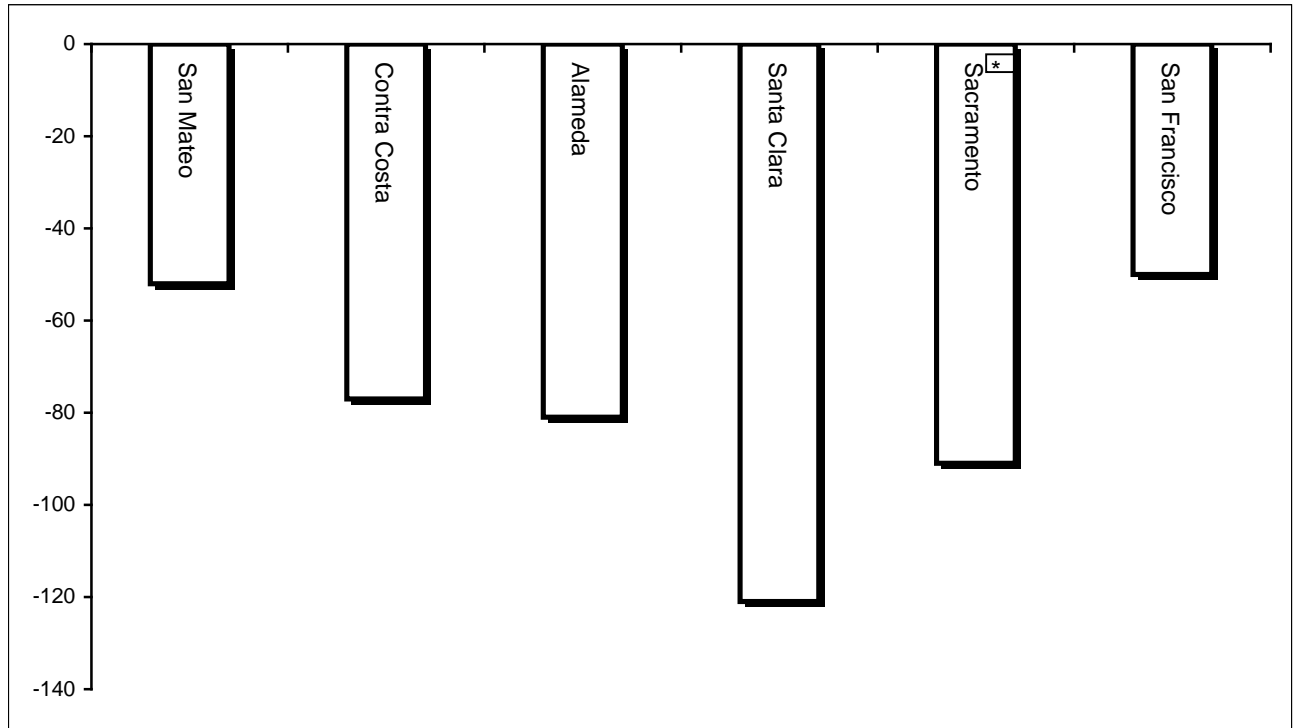 0
-20
-40
-60
-80
-100
-120
-140
San Mateo
Contra Costa
Alameda
Santa Clara
Sacramento
*
San Francisco